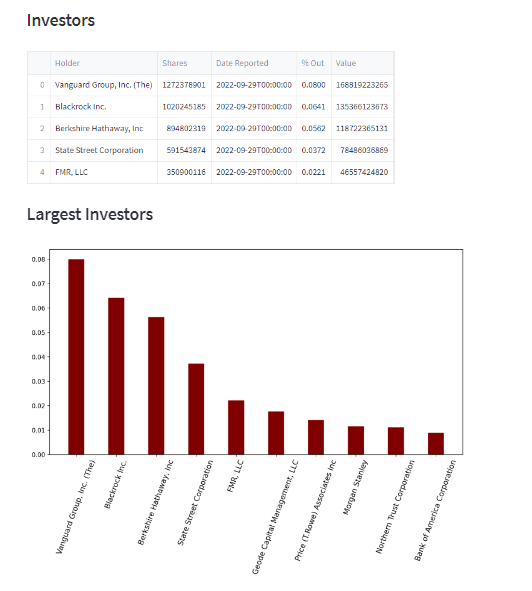 Investors
Holder Shares Date Reported % Out Value
0 Vanguard Group, Inc. (The) 1272378901 2022-09-29T00:00:00 0.0800 168819223265
1 Blackrock Inc. 1020245185 2022-09-29T00:00:00 0.0641 135366123673
2 Berkshire Hathaway, Inc 894802319 2022-09-29T00:00:00 0.0562 118722365131
3 State Street Corporation 591543874 2022-09-29T00:00:00 0.0372 78486036869
4 FMR, LLC 350900116 2022-09-29T00:00:00 0.0221 46557424820
Largest Investors
0.08
0.07
0.06
0.05
0.04
0.03
0.02
0.01
0.00
Vanguard Group, Inc. (The)
Blackrock Inc.
Berkshire Hathaway, Inc
State Street Corporation
FMR, LLC
Geode Capital Management, LLC
Price (T.Rowe) Associates Inc
Morgan Stanley
Northern Trust Corporation
Bank of America Corporation